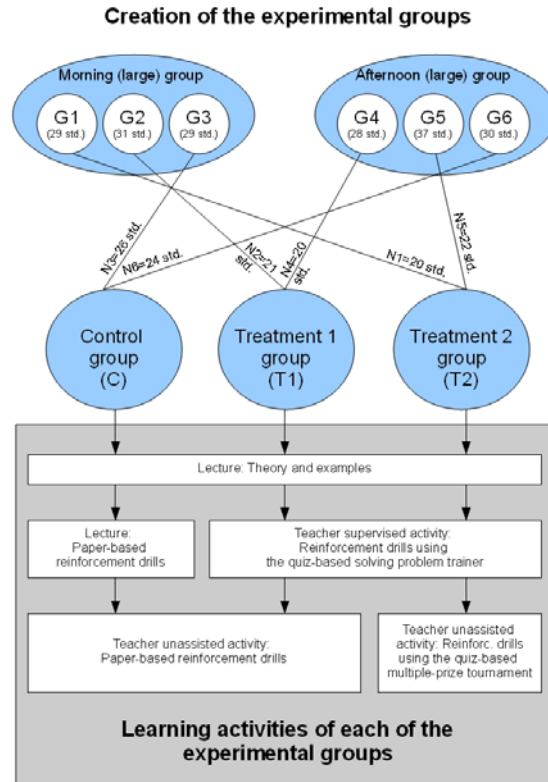 Creation of the experimental groups
Morning (large) group
Afternoon (large) group
G1
(29 std.)
G2
(31 std.)
G3
(29 std.)
G4
(28 std.)
G5
(37 std.)
G6
(30 std.)
N3=26 std.
N6=24 std.
N2=21
std.
N4=20
std.
N1=20 std.
N5=22 std.
Control
group
(C)
Treatment 1
group
(T1)
Treatment 2
group
(T2)
Lecture: Theory and examples
Lecture:
Paper-based
reinforcement drills
Teacher supervised activity:
Reinforcement drills using
the quiz-based solving problem trainer
Teacher unassisted activity:
Paper-based reinforcement drills
Teacher unassisted
activity: Reinforc. drills
using the quiz-based
multiple-prize tournament
Learning activities of each of the
experimental groups